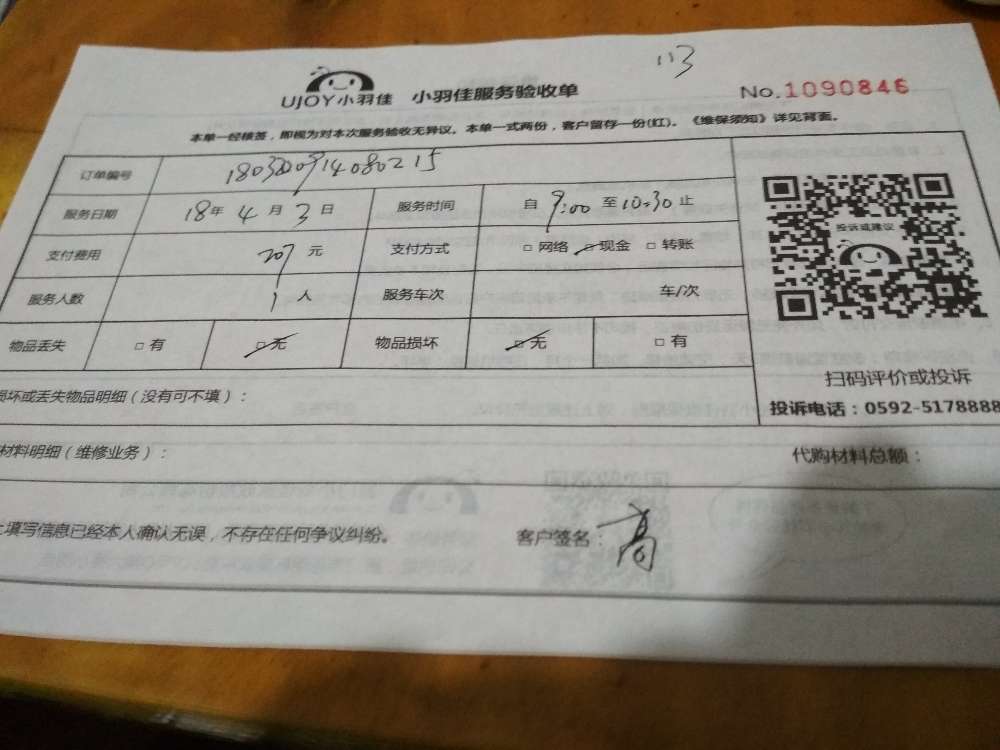 113
UJOY小羽佳 小羽佳服务验收单 No.1090846
本单一经核签，即视为对本次服务验收无异议。本单一式两份，客户留存一份(红)。《维保须知》详见背面。
订单编号
服务日期 18年 4月 3日 服务时间 自 9:00 至 10:30 止
支付费用 207 元 支付方式 □ 网络 □ 现金 □ 转账
服务人数 1 人 服务车次 车/次
物品丢失 □ 有 □ 无 物品损坏 □ 无 □ 有
投诉或建议
扫码评价或投诉
投诉电话：0592-5178888
损坏或丢失物品明细（没有可不填）：
材料明细（维修业务）： 代购材料总额：
填写信息已经本人确认无误，不存在任何争议纠纷。 客户签名： 高